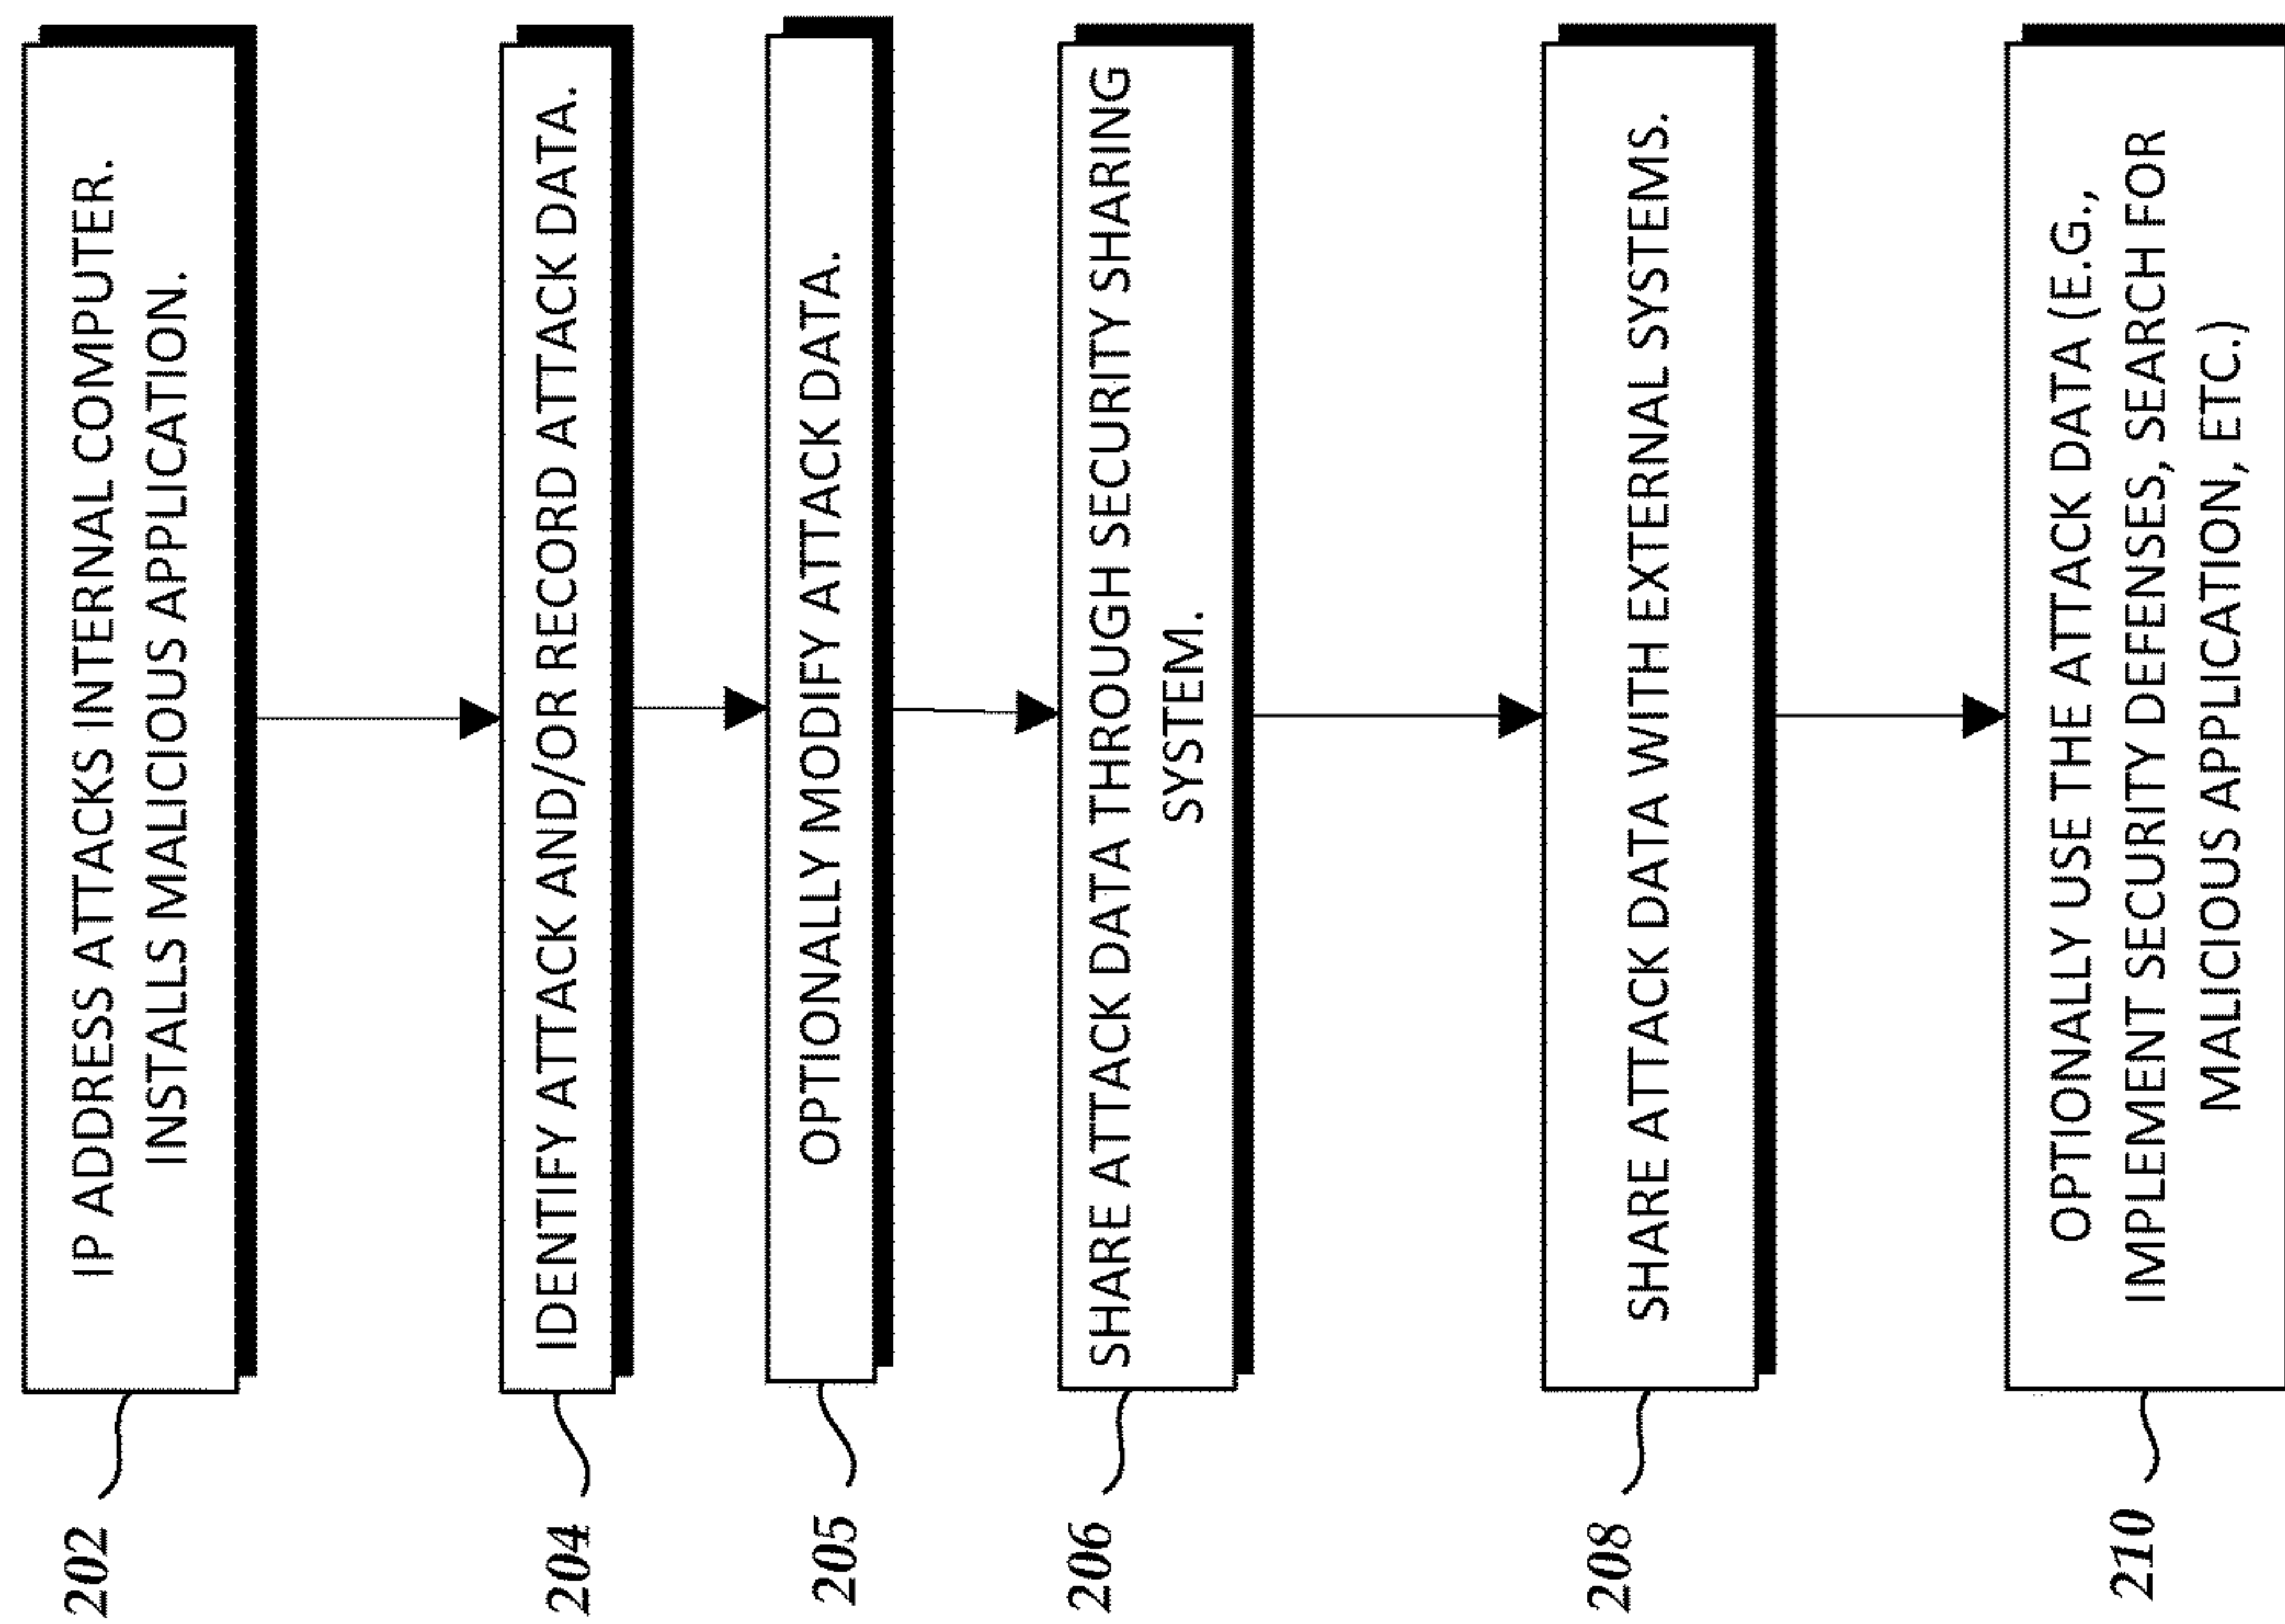 202
IP ADDRESS ATTACKS INTERNAL COMPUTER.
INSTALLS MALICIOUS APPLICATION.
204
IDENTIFY ATTACK AND/OR RECORD ATTACK DATA.
205
OPTIONALLY MODIFY ATTACK DATA.
206
SHARE ATTACK DATA THROUGH SECURITY SHARING
SYSTEM.
208
SHARE ATTACK DATA WITH EXTERNAL SYSTEMS.
210
OPTIONALLY USE THE ATTACK DATA (E.G.,
IMPLEMENT SECURITY DEFENSES, SEARCH FOR
MALICIOUS APPLICATION, ETC.)